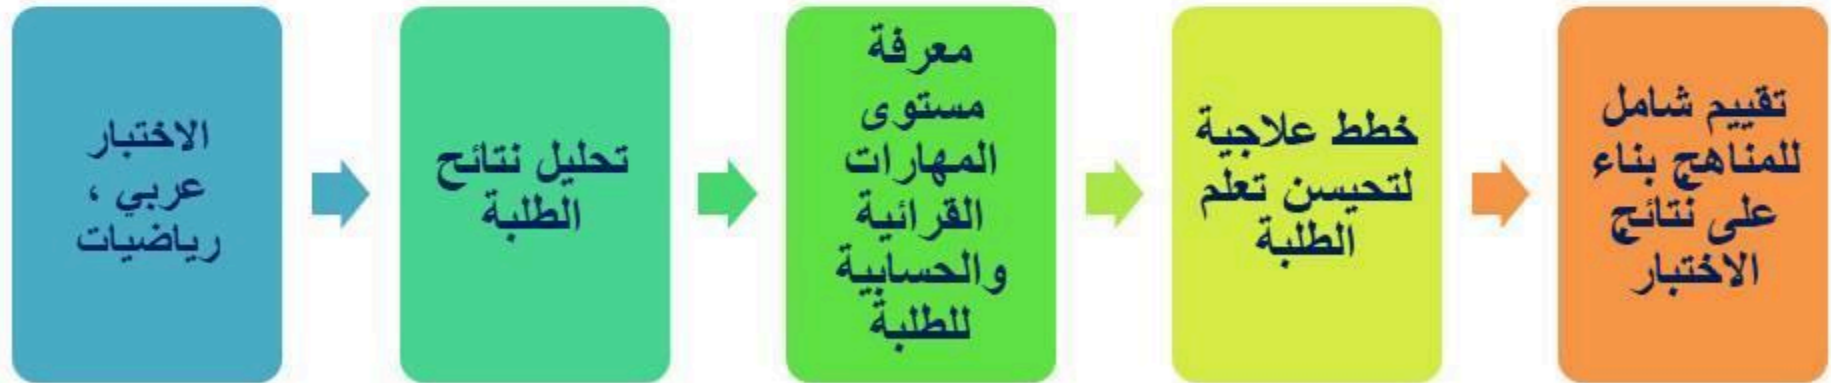 الاختبار
عربي ،
رياضيات
تحليل نتائج
الطلبة
معرفة
مستوى
المهارات
القرائية
والحسابية
للطلبة
خطط علاجية
لتحيسن تعلم
الطلبة
تقييم شامل
للمناهج بناء
على نتائج
الاختبار